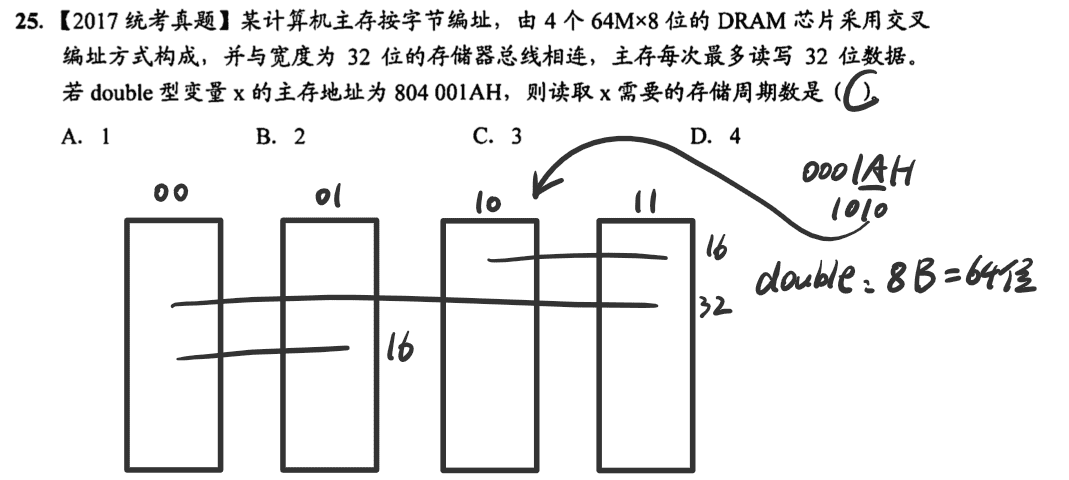 25. 【2017 统考真题】某计算机主存按字节编址，由 4 个 64M×8 位的 DRAM 芯片采用交叉
编址方式构成，并与宽度为 32 位的存储器总线相连，主存每次最多读写 32 位数据。
若 double 型变量 x 的主存地址为 804 001AH，则读取 x 需要的存储周期数是（C）。
A. 1 B. 2 C. 3 D. 4
00 01 10 11
0001AH
1010
16
double：8B=64位
32
16